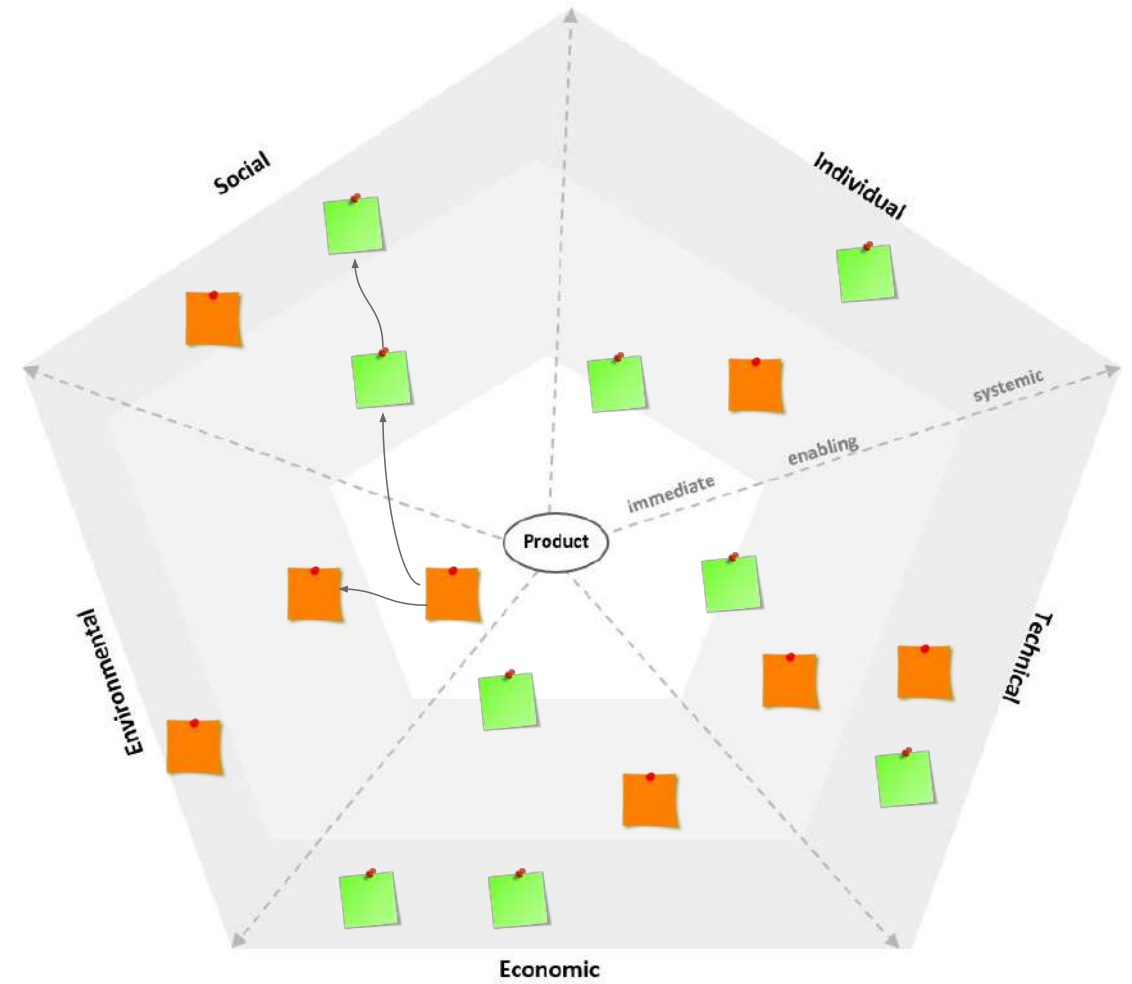 Social
Individual
systemic
enabling
immediate
Product
Environmental
Technical
Economic